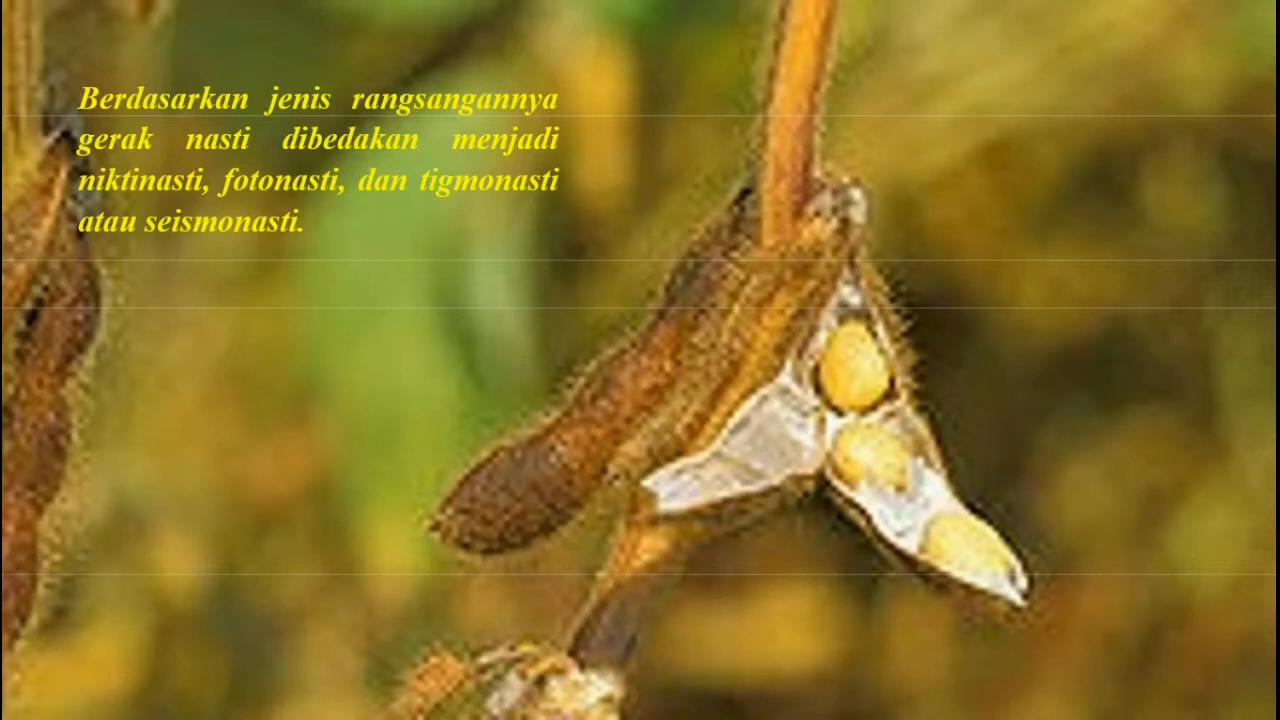 Berdasarkan jenis rangsangannya
gerak nasti dibedakan menjadi
niktinasti, fotonasti, dan tigmonasti
atau seismonasti.